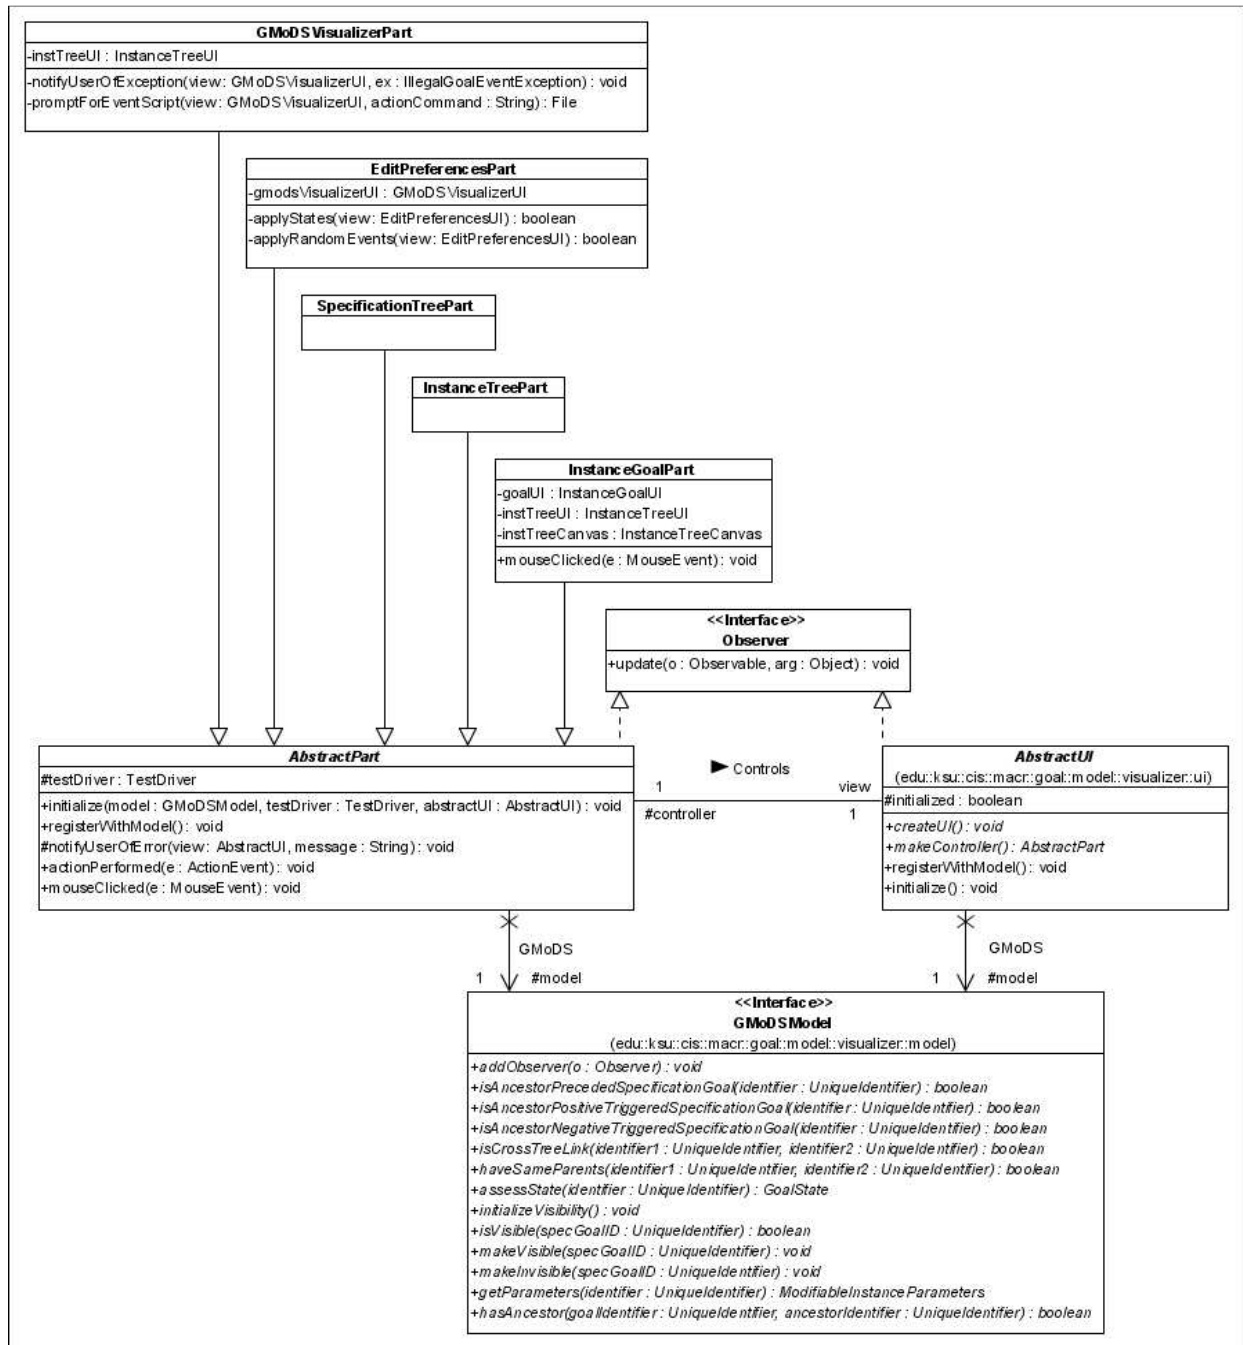 GMoDSVisualizerPart
-instTreeUI : InstanceTreeUI
-notifyUserOfException(view: GMoDSVisualizerUI, ex : IllegalGoalEventException) : void
-promptForEventScript(view: GMoDSVisualizerUI, actionCommand : String) : File
EditPreferencesPart
-gmodsVisualizerUI : GMoDSVisualizerUI
-applyStates(view: EditPreferencesUI) : boolean
-applyRandomEvents(view: EditPreferencesUI) : boolean
SpecificationTreePart
InstanceTreePart
InstanceGoalPart
-goalUI : InstanceGoalUI
-instTreeUI : InstanceTreeUI
-instTreeCanvas : InstanceTreeCanvas
+mouseClicked(e : MouseEvent) : void
<<Interface>>
Observer
+update(o : Observable, arg : Object) : void
AbstractPart
#testDriver : TestDriver
+initialize(model : GMoDSModel, testDriver : TestDriver, abstractUI : AbstractUI) : void
+registerWithModel() : void
#notifyUserOfError(view: AbstractUI, message : String) : void
+actionPerformed(e : ActionEvent) : void
+mouseClicked(e : MouseEvent) : void
Controls
1
view
#controller
1
AbstractUI
(edu::ksu::cis::macr::goal::model::visualizer::ui)
#initialized : boolean
+createUI() : void
+makeController() : AbstractPart
+registerWithModel() : void
+initialize() : void
GMoDS
1
#model
GMoDS
1
#model
<<Interface>>
GMoDSModel
(edu::ksu::cis::macr::goal::model::visualizer::model)
+addObserver(o : Observer) : void
+isAncestorPrecededSpecificationGoal(identifier : UniqueIdentifier) : boolean
+isAncestorPositiveTriggeredSpecificationGoal(identifier : UniqueIdentifier) : boolean
+isAncestorNegativeTriggeredSpecificationGoal(identifier : UniqueIdentifier) : boolean
+isCrossTreeLink(identifier1 : UniqueIdentifier, identifier2 : UniqueIdentifier) : boolean
+haveSameParents(identifier1 : UniqueIdentifier, identifier2 : UniqueIdentifier) : boolean
+assessState(identifier : UniqueIdentifier) : GoalState
+initializeVisibility() : void
+isVisible(specGoalID : UniqueIdentifier) : boolean
+makeVisible(specGoalID : UniqueIdentifier) : void
+makeInvisible(specGoalID : UniqueIdentifier) : void
+getParameters(identifier : UniqueIdentifier) : ModifiableInstanceParameters
+hasAncestor(goalIdentifier : UniqueIdentifier, ancestorIdentifier : UniqueIdentifier) : boolean